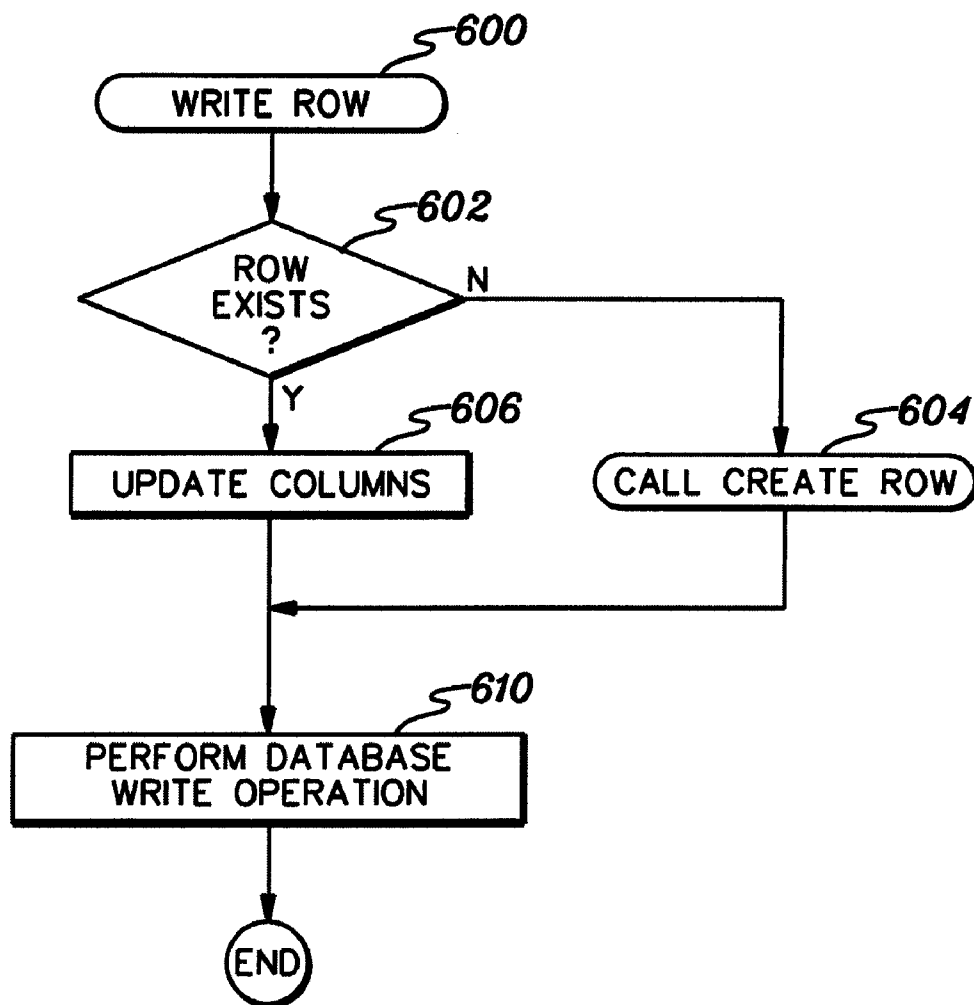 600
WRITE ROW
602
ROW
EXISTS
?
N
Y
606
UPDATE COLUMNS
604
CALL CREATE ROW
610
PERFORM DATABASE
WRITE OPERATION
END